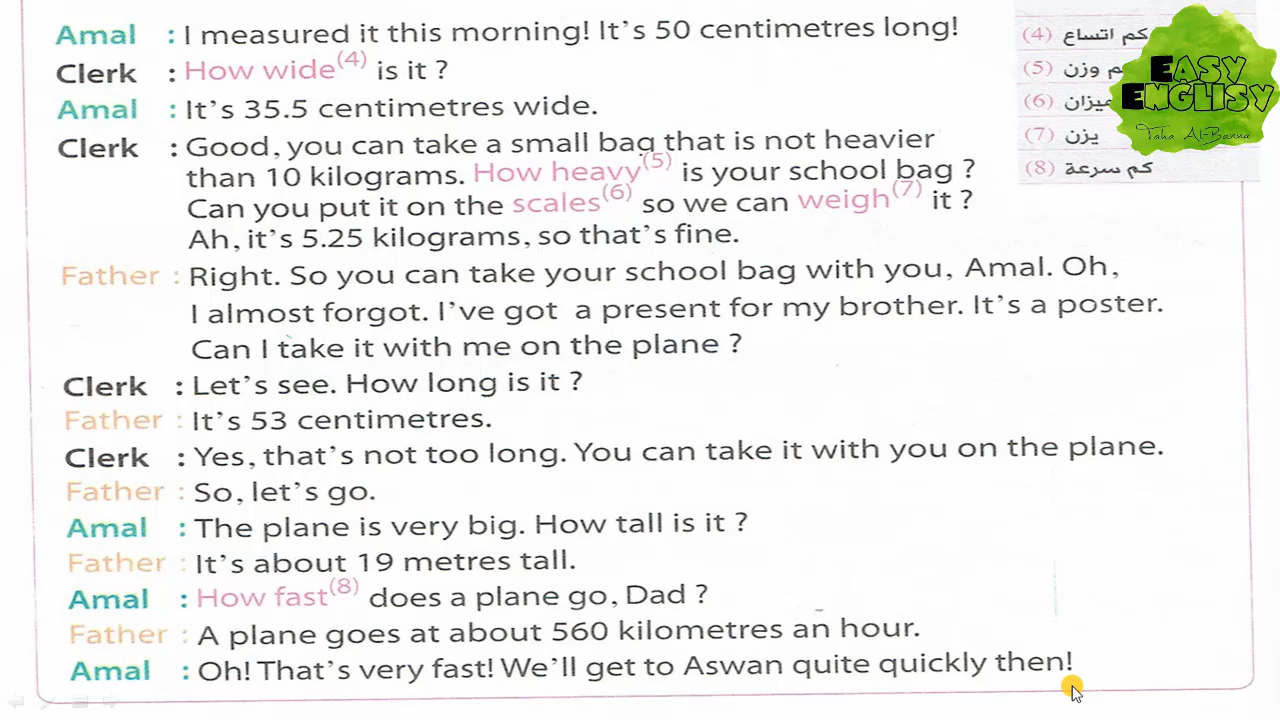 Amal : I measured it this morning! It's 50 centimetres long!
Clerk : How wide(4) is it ?
Amal : It's 35.5 centimetres wide.
Clerk : Good, you can take a small bag that is not heavier
than 10 kilograms. How heavy(5) is your school bag ?
Can you put it on the scales(6) so we can weigh(7) it ?
Ah, it's 5.25 kilograms, so that's fine.
Father : Right. So you can take your school bag with you, Amal. Oh,
I almost forgot. I've got a present for my brother. It's a poster.
Can I take it with me on the plane ?
Clerk : Let's see. How long is it ?
Father : It's 53 centimetres.
Clerk : Yes, that's not too long. You can take it with you on the plane.
Father : So, let's go.
Amal : The plane is very big. How tall is it ?
Father : It's about 19 metres tall.
Amal : How fast(8) does a plane go, Dad ?
Father : A plane goes at about 560 kilometres an hour.
Amal : Oh! That's very fast! We'll get to Aswan quite quickly then!
(4) كم اتساع
(5) وزن
(6)
(7) يزن
(8) كم سرعة
EASY
ENGLISY
Taha Al-Banna